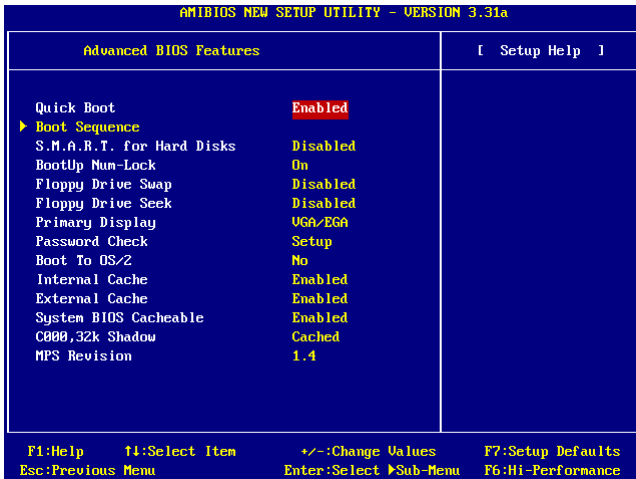 AMIBIOS NEW SETUP UTILITY - VERSION 3.31a
Advanced BIOS Features [ Setup Help ]
Quick Boot Enabled
▶ Boot Sequence
S.M.A.R.T. for Hard Disks Disabled
BootUp Num-Lock On
Floppy Drive Swap Disabled
Floppy Drive Seek Disabled
Primary Display VGA/EGA
Password Check Setup
Boot To OS/2 No
Internal Cache Enabled
External Cache Enabled
System BIOS Cacheable Enabled
C000,32k Shadow Cached
MPS Revision 1.4
F1:Help ↑↓:Select Item +/-:Change Values F7:Setup Defaults
Esc:Previous Menu Enter:Select ▶Sub-Menu F6:Hi-Performance